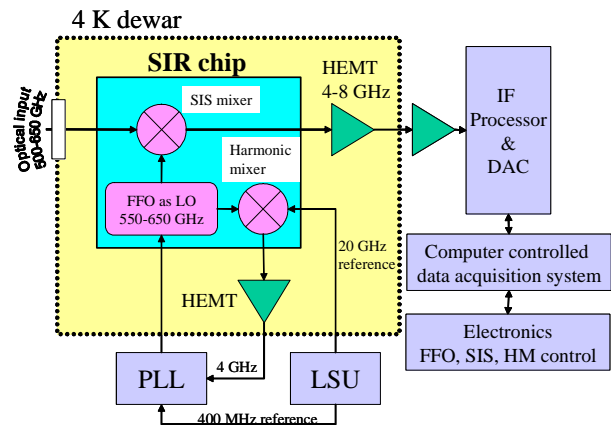 4 K dewar
SIR chip
HEMT
4-8 GHz
SIS mixer
Optical input
500-650 GHz
IF
Processor
&
DAC
Harmonic
mixer
FFO as LO
550-650 GHz
20 GHz
reference
Computer controlled
data acquisition system
HEMT
Electronics
FFO, SIS, HM control
PLL
4 GHz
LSU
400 MHz reference